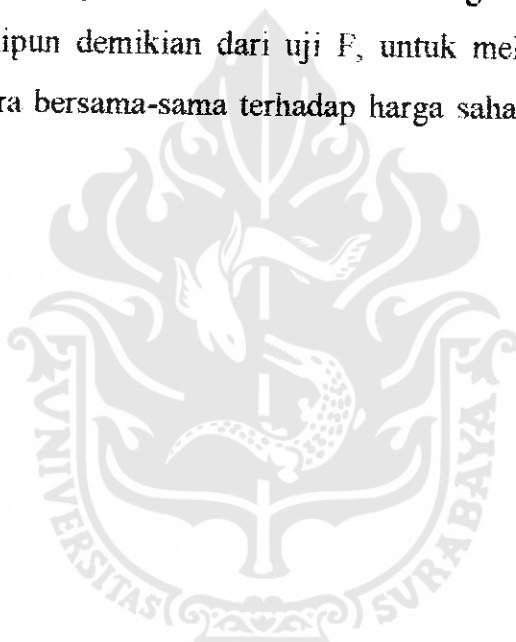 ipun demikian dari uji F, untuk me
ra bersama-sama terhadap harga saha
UNIVERSITAS SURABAYA